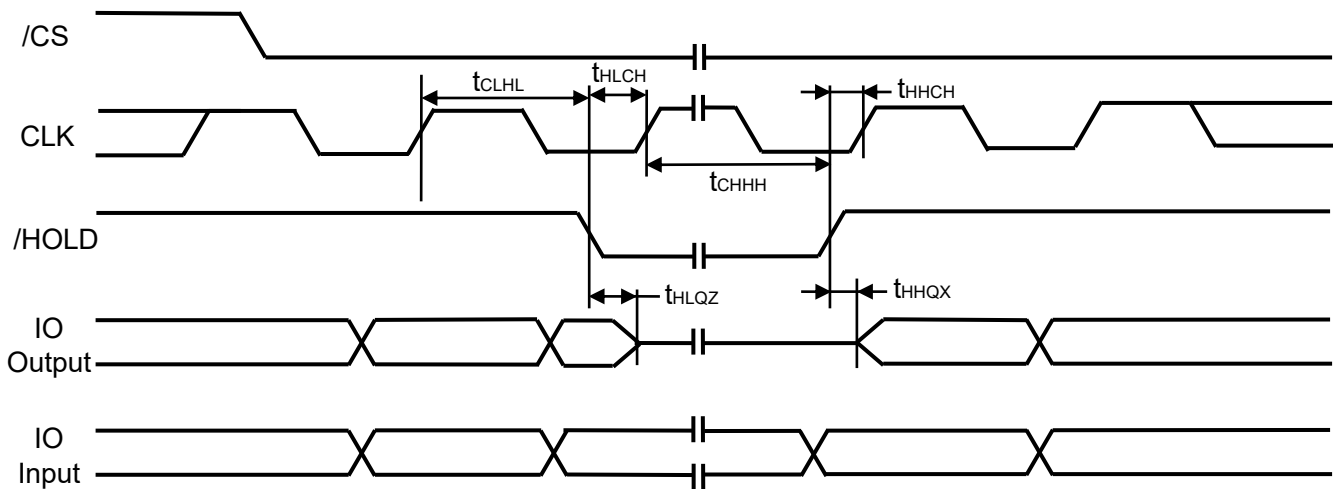 /CS
tCLHL
tHLCH
tHHCH
CLK
tCHHH
/HOLD
tHLQZ
tHHQX
IO
Output
IO
Input